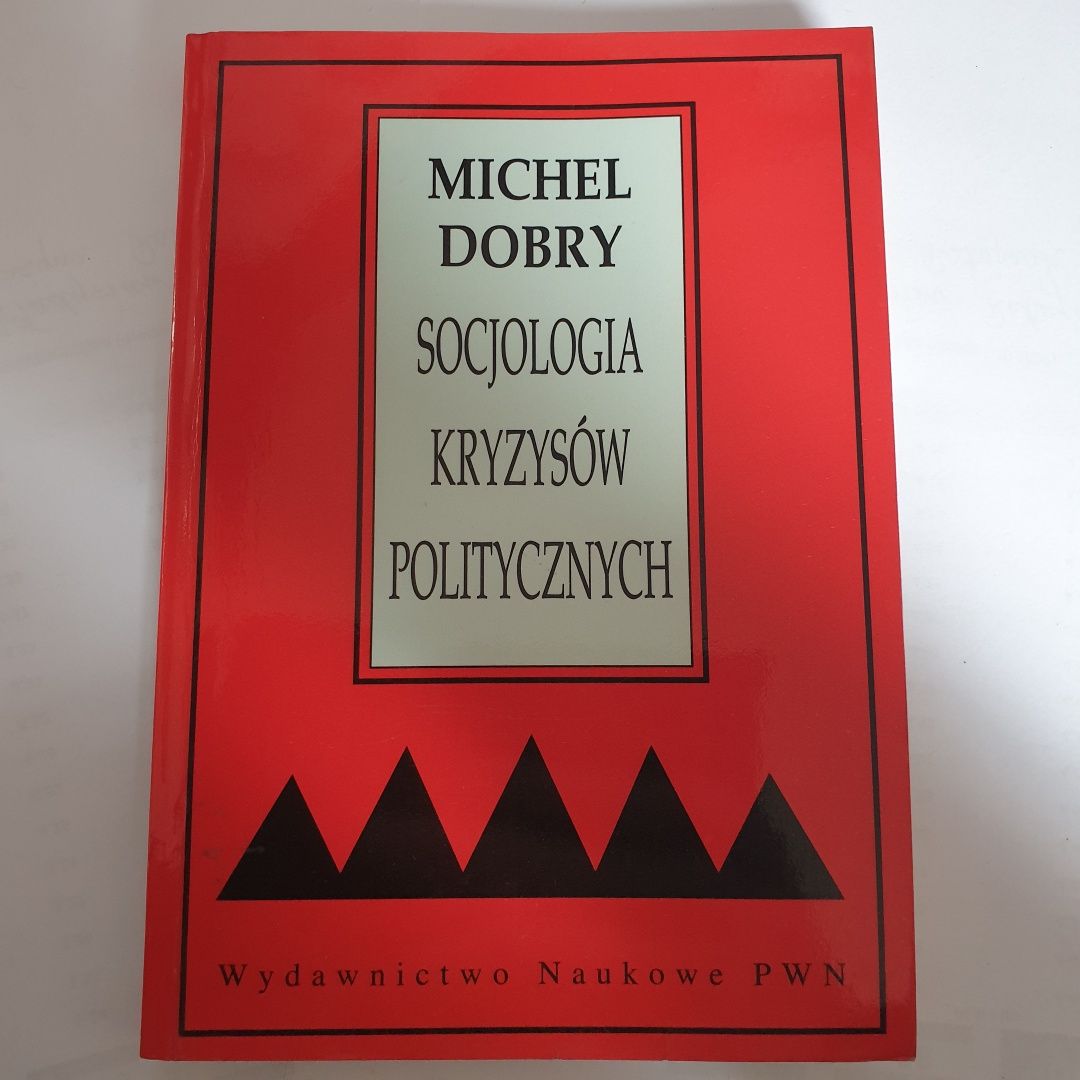 MICHEL
DOBRY
SOCJOLOGIA
KRYZYSÓW
POLITYCZNYCH
Wydawnictwo Naukowe PWN